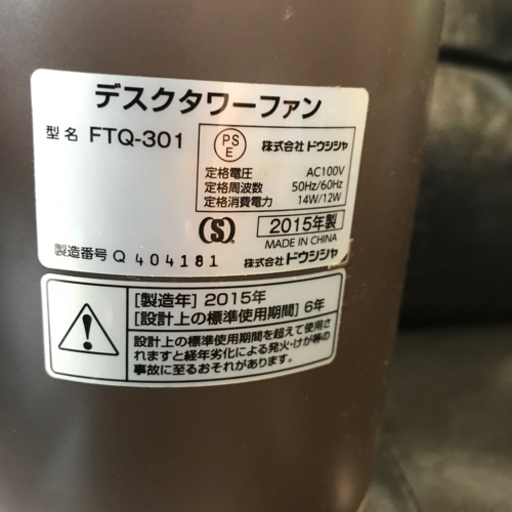 デスクタワーファン
型名 FTQ-301
PS
E
株式会社 ドウシシャ
定格電圧 AC100V
定格周波数 50Hz/60Hz
定格消費電力 14W/12W
(S)
2015年製
MADE IN CHINA
製造番号 Q 404181 株式会社 ドウシシャ
[製造年] 2015年
[設計上の標準使用期間] 6年
設計上の標準使用期間を超えて使用さ
れますと経年劣化による発火・けが等の
事故に至るおそれがあります。